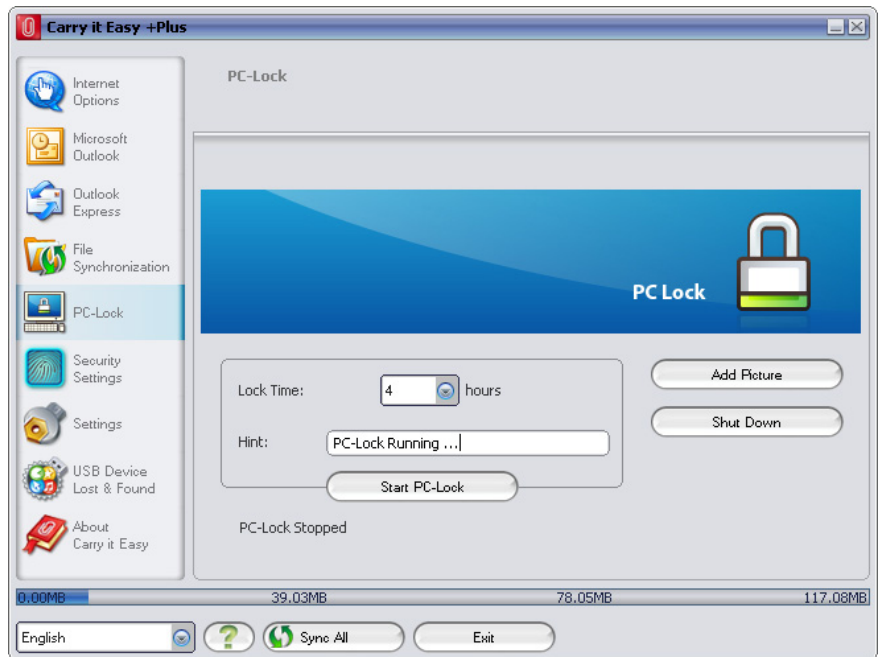 Carry it Easy +Plus
Internet
Options
Microsoft
Outlook
Outlook
Express
File
Synchronization
PC-Lock
Security
Settings
Settings
USB Device
Lost & Found
About
Carry it Easy
PC-Lock
PC Lock
Lock Time:
4
hours
Hint:
PC-Lock Running ...
Start PC-Lock
Add Picture
Shut Down
PC-Lock Stopped
0.00MB
39.03MB
78.05MB
117.08MB
English
?
Sync All
Exit